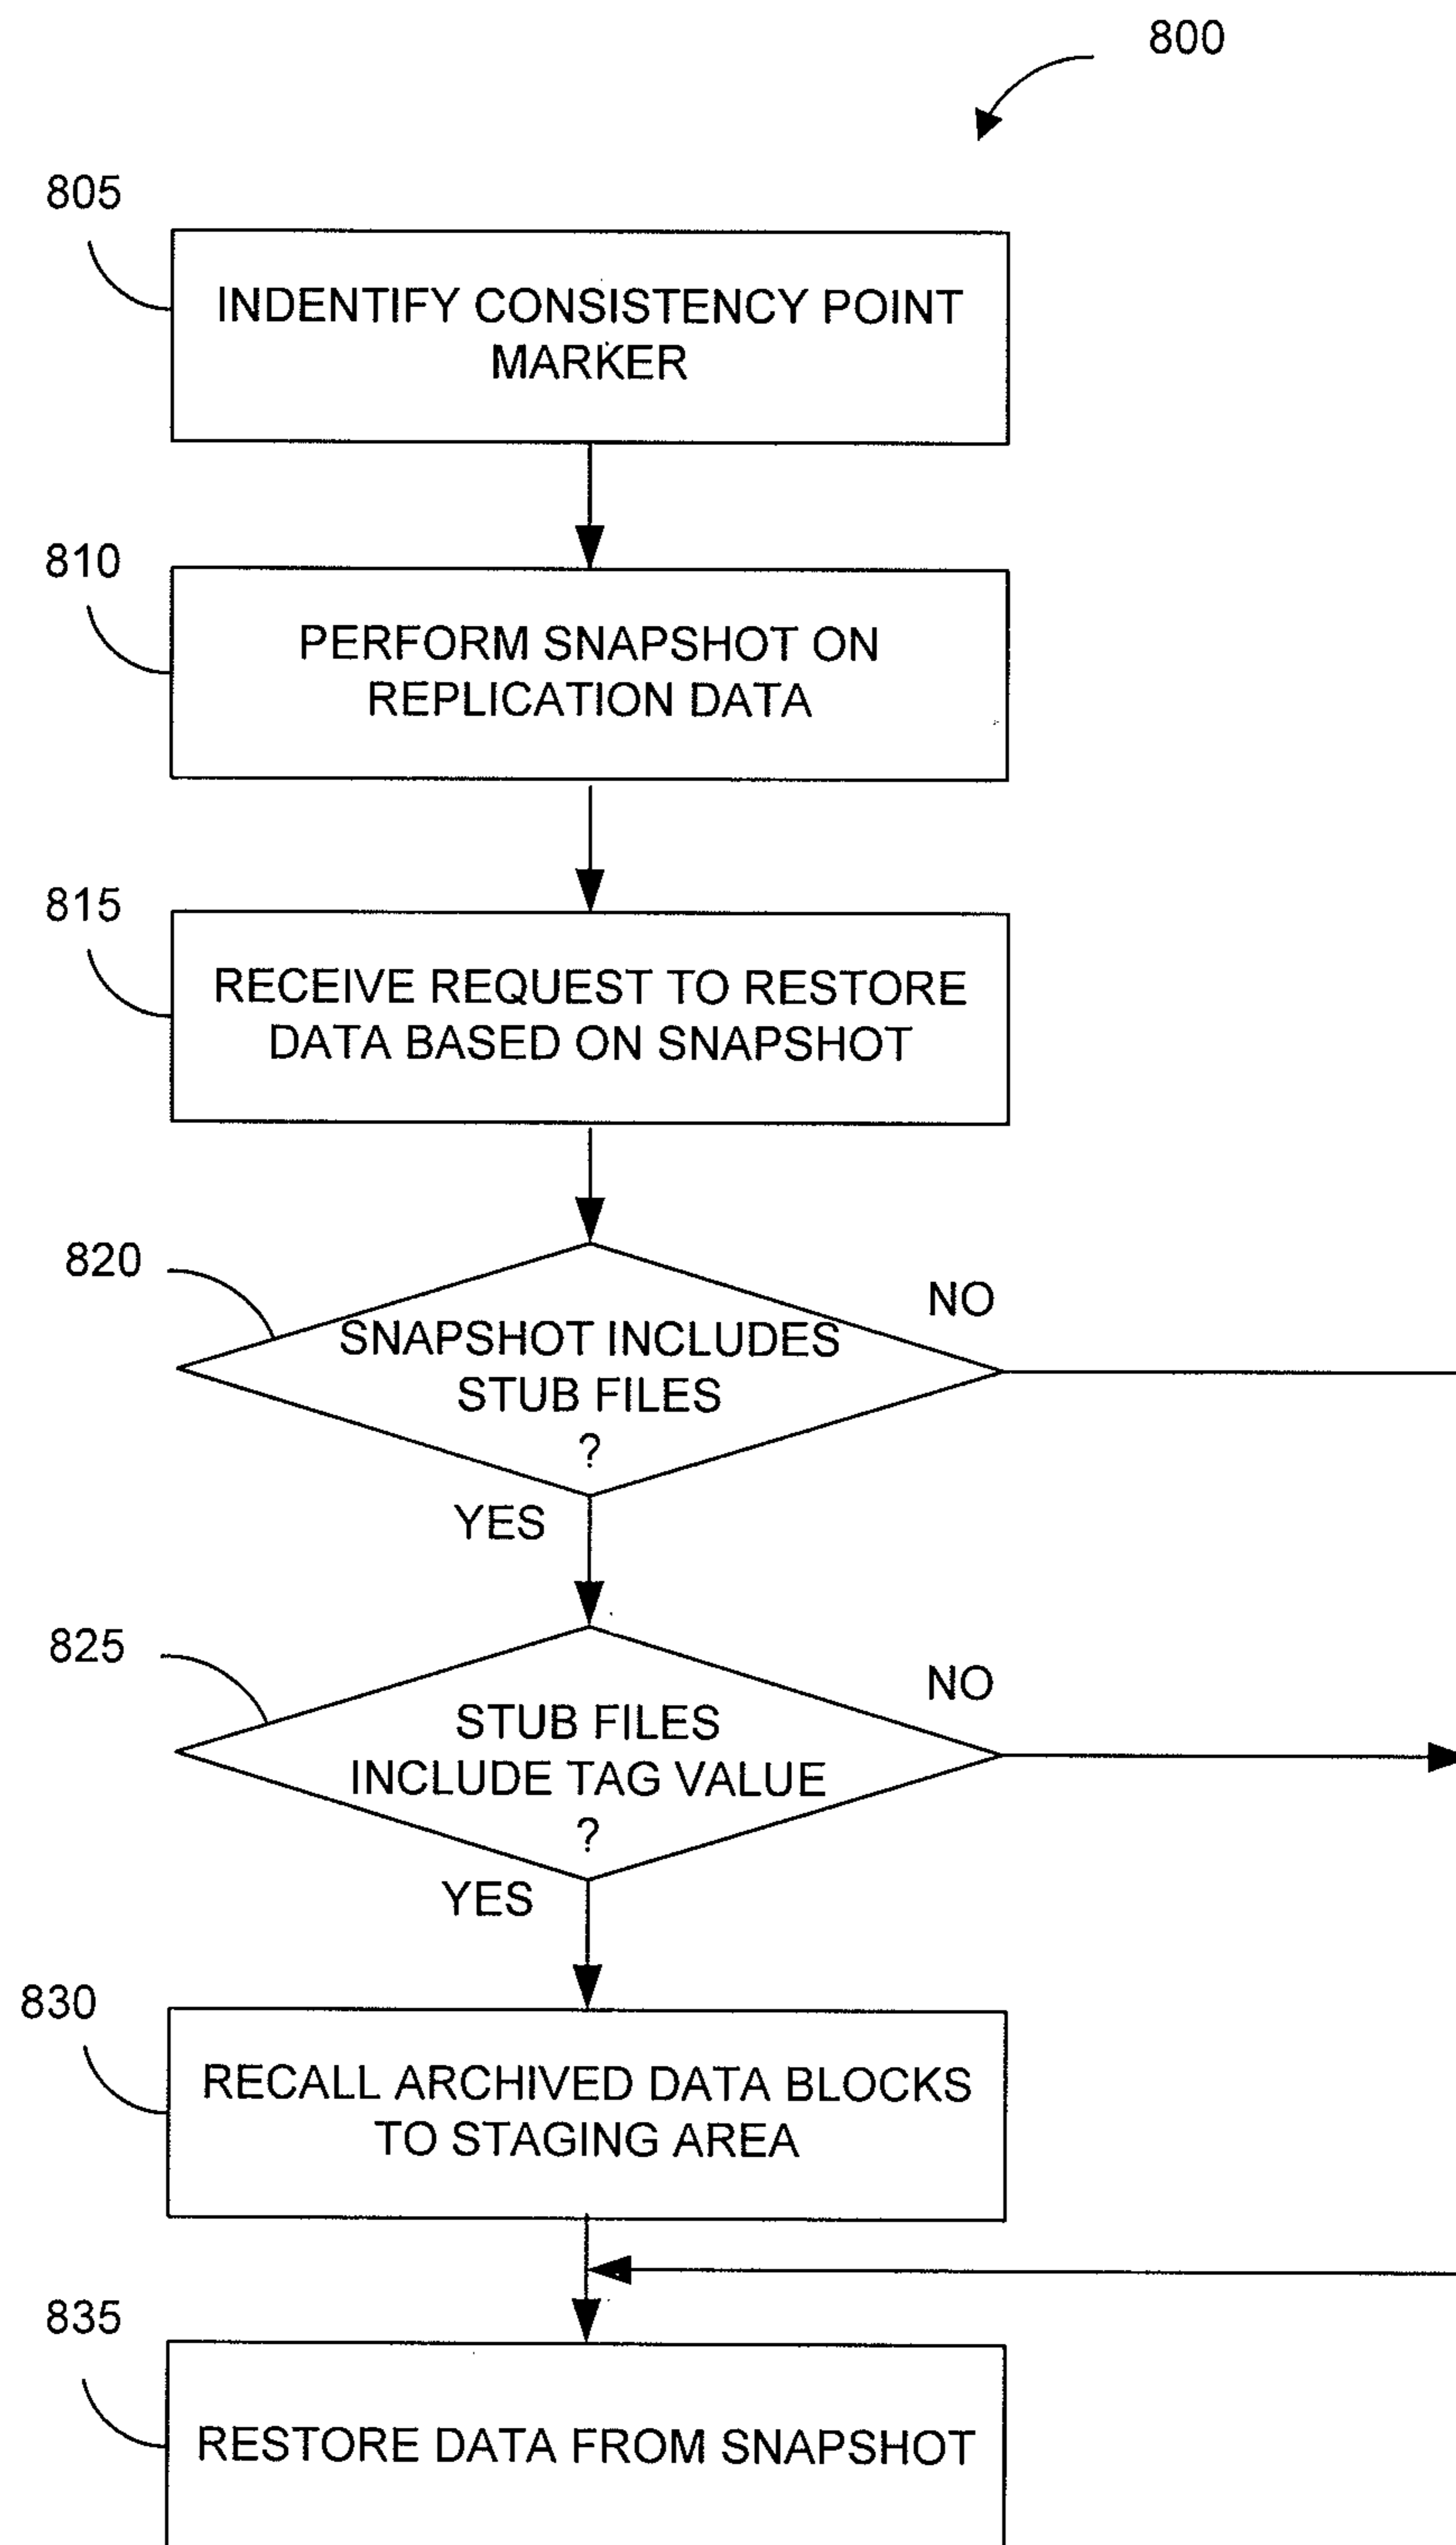 800
805
INDENTIFY CONSISTENCY POINT
MARKER
810
PERFORM SNAPSHOT ON
REPLICATION DATA
815
RECEIVE REQUEST TO RESTORE
DATA BASED ON SNAPSHOT
820
NO
SNAPSHOT INCLUDES
STUB FILES
?
YES
825
NO
STUB FILES
INCLUDE TAG VALUE
?
YES
830
RECALL ARCHIVED DATA BLOCKS
TO STAGING AREA
835
RESTORE DATA FROM SNAPSHOT